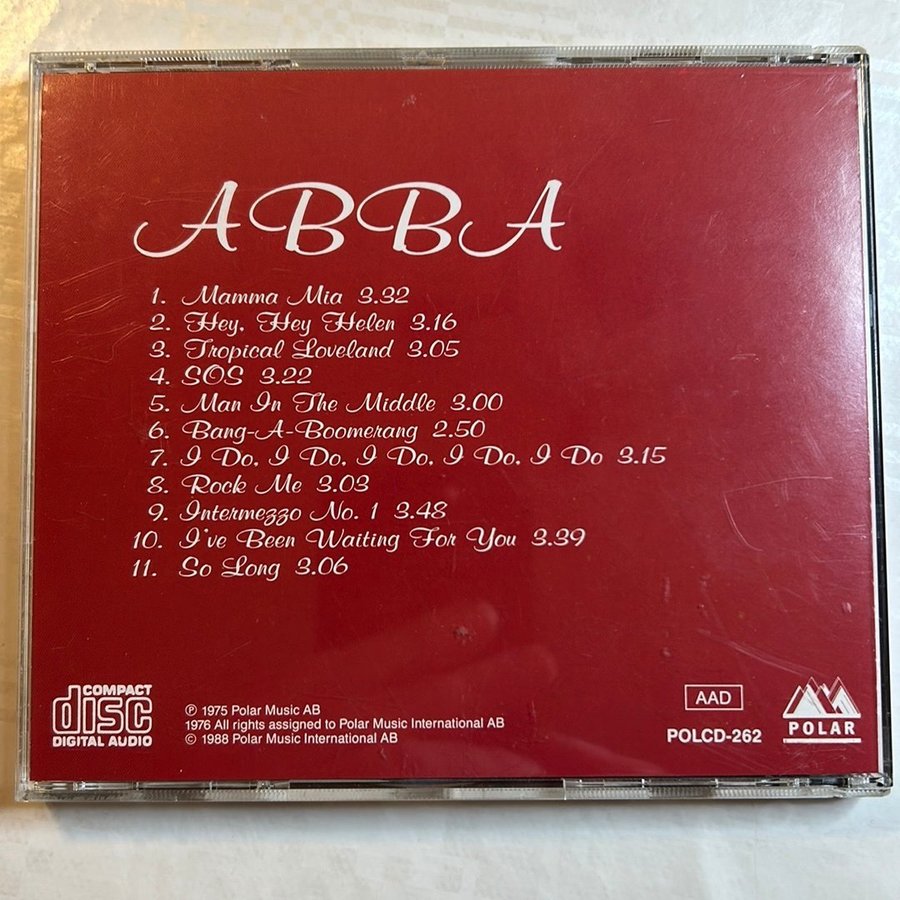 ABBA
1. Mamma Mia 3.32
2. Hey, Hey Helen 3.16
3. Tropical Loveland 3.05
4. SOS 3.22
5. Man In The Middle 3.00
6. Bang-A-Boomerang 2.50
7. I Do, I Do, I Do, I Do, I Do 3.15
8. Rock Me 3.03
9. Intermezzo No. 1 3.48
10. I've Been Waiting For You 3.39
11. So Long 3.06
COMPACT
disc
DIGITAL AUDIO
℗ 1975 Polar Music AB
1976 All rights assigned to Polar Music International AB
© 1988 Polar Music International AB
AAD
POLCD-262
POLAR